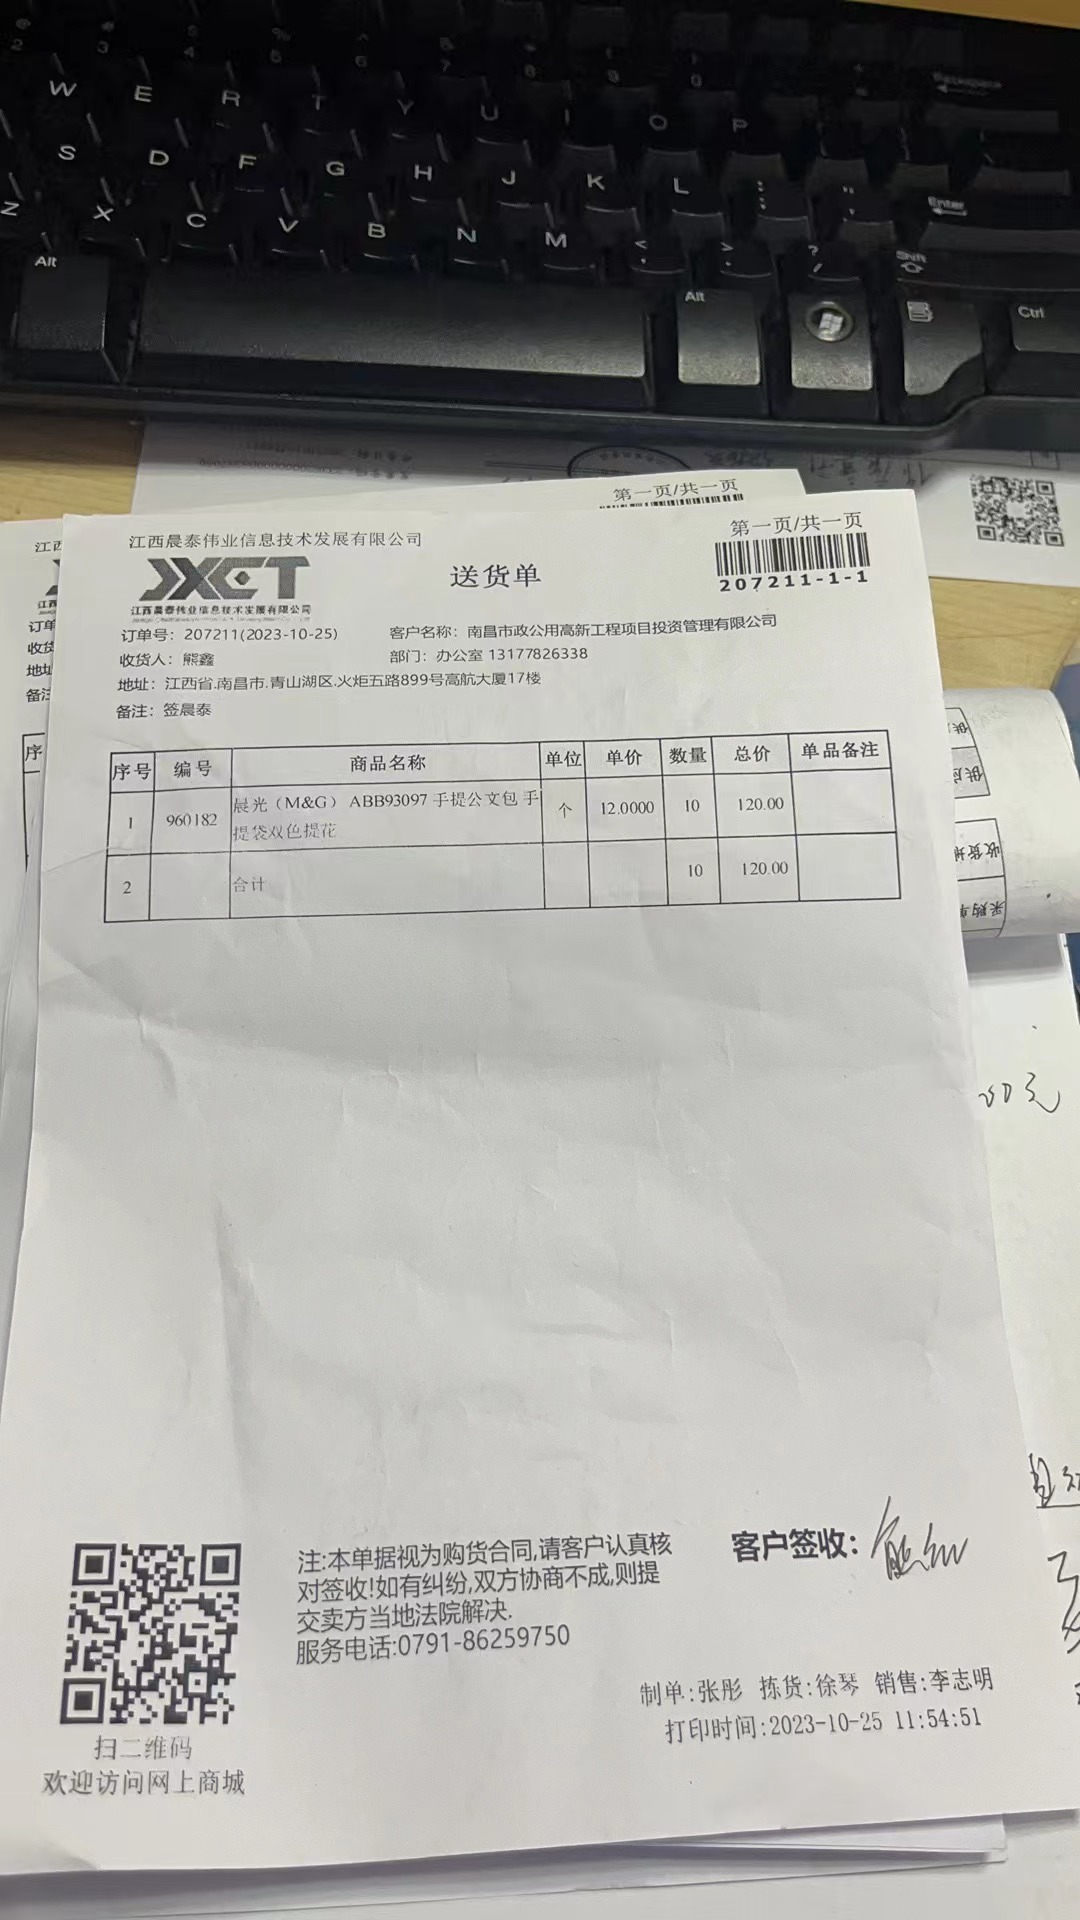 W E R T Y U I O P
S D F G H J K L
Z X C V B N M
Enter
Shift
Alt
Alt
Ctrl
第一页/共一页
第一页/共一页
江西晨泰伟业信息技术发展有限公司
JXCT
江西晨泰伟业信息技术发展有限公司
送货单
207211-1-1
订单号：207211(2023-10-25)
客户名称：南昌市政公用高新工程项目投资管理有限公司
收货人：熊鑫
部门：办公室 13177826338
地址：江西省.南昌市.青山湖区.火炬五路899号高航大厦17楼
备注：签晨泰
序号 编号 商品名称 单位 单价 数量 总价 单品备注
1 960182 晨光（M&G） ABB93097 手提公文包 手 个 12.0000 10 120.00
提袋双色提花
2 合计 10 120.00
注:本单据视为购货合同,请客户认真核
对签收!如有纠纷,双方协商不成,则提
交卖方当地法院解决.
服务电话:0791-86259750
客户签收：
制单:张彤 拣货:徐琴 销售:李志明
打印时间:2023-10-25 11:54:51
扫二维码
欢迎访问网上商城